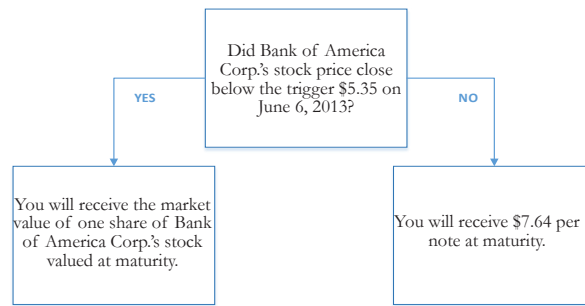 Did Bank of America
Corp.'s stock price close
below the trigger $5.35 on
June 6, 2013?
YES
NO
You will receive the market
value of one share of Bank
of America Corp.'s stock
valued at maturity.
You will receive $7.64 per
note at maturity.